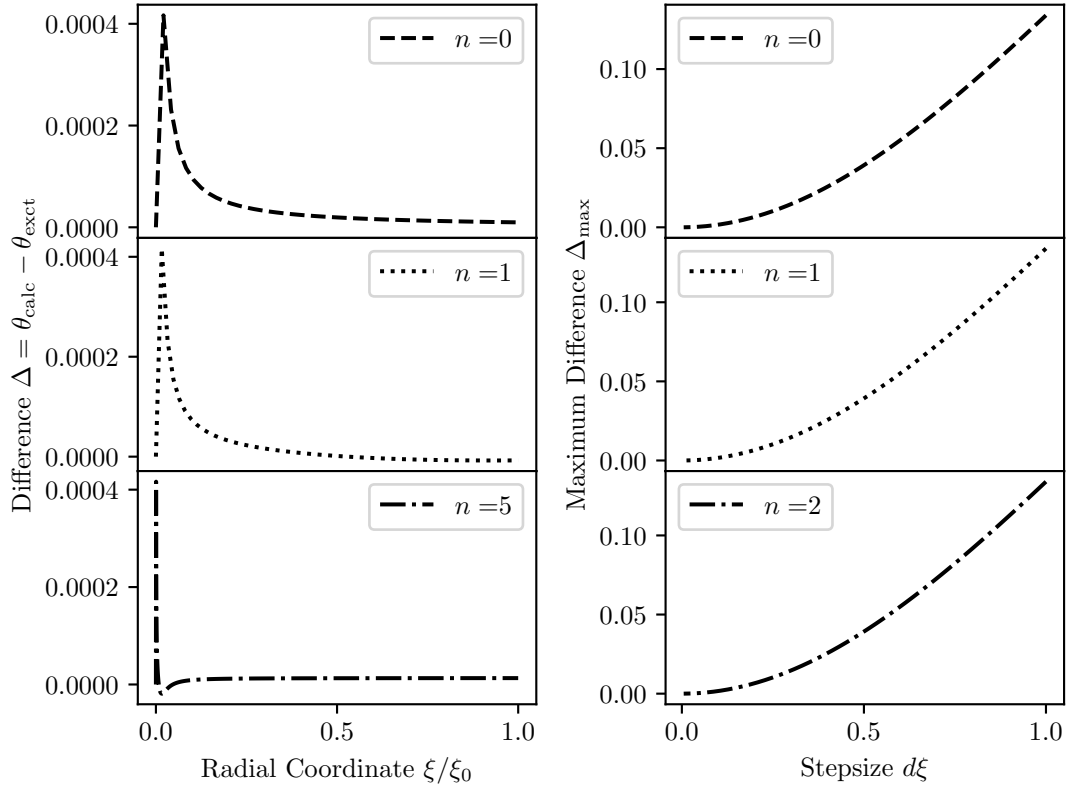 Difference Δ = θcalc − θexct
0.0004
0.0002
0.0000
n =0
0.0004
0.0002
0.0000
n =1
0.0004
0.0002
0.0000
n =5
0.0 0.5 1.0
Radial Coordinate ξ/ξ0
Maximum Difference Δmax
0.10
0.05
0.00
n =0
0.10
0.05
0.00
n =1
0.10
0.05
0.00
n =2
0.0 0.5 1.0
Stepsize dξ